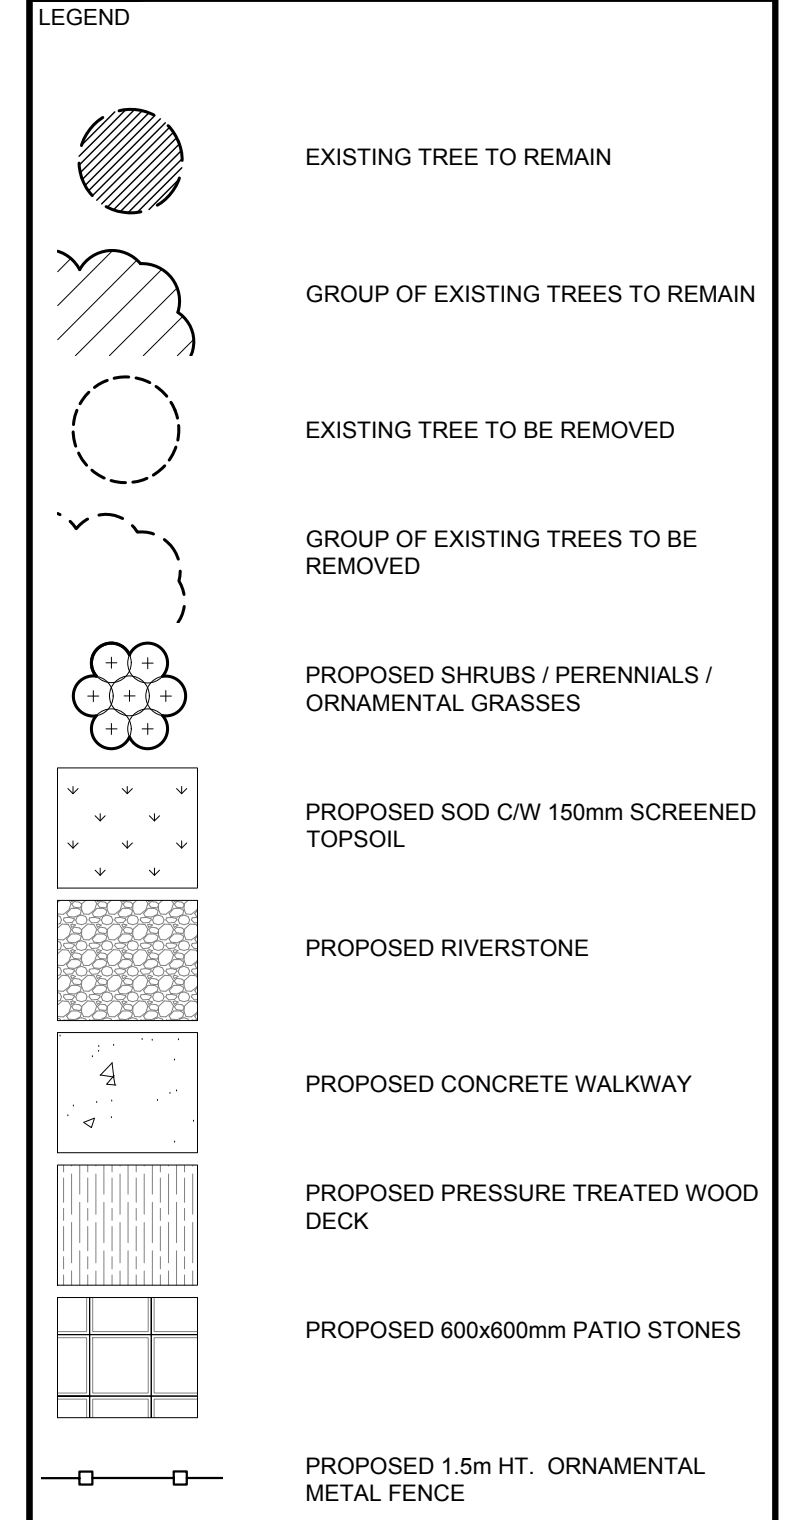 LEGEND
EXISTING TREE TO REMAIN
GROUP OF EXISTING TREES TO REMAIN
EXISTING TREE TO BE REMOVED
GROUP OF EXISTING TREES TO BE
REMOVED
PROPOSED SHRUBS / PERENNIALS /
ORNAMENTAL GRASSES
PROPOSED SOD C/W 150mm SCREENED
TOPSOIL
PROPOSED RIVERSTONE
PROPOSED CONCRETE WALKWAY
PROPOSED PRESSURE TREATED WOOD
DECK
PROPOSED 600x600mm PATIO STONES
PROPOSED 1.5m HT. ORNAMENTAL
METAL FENCE